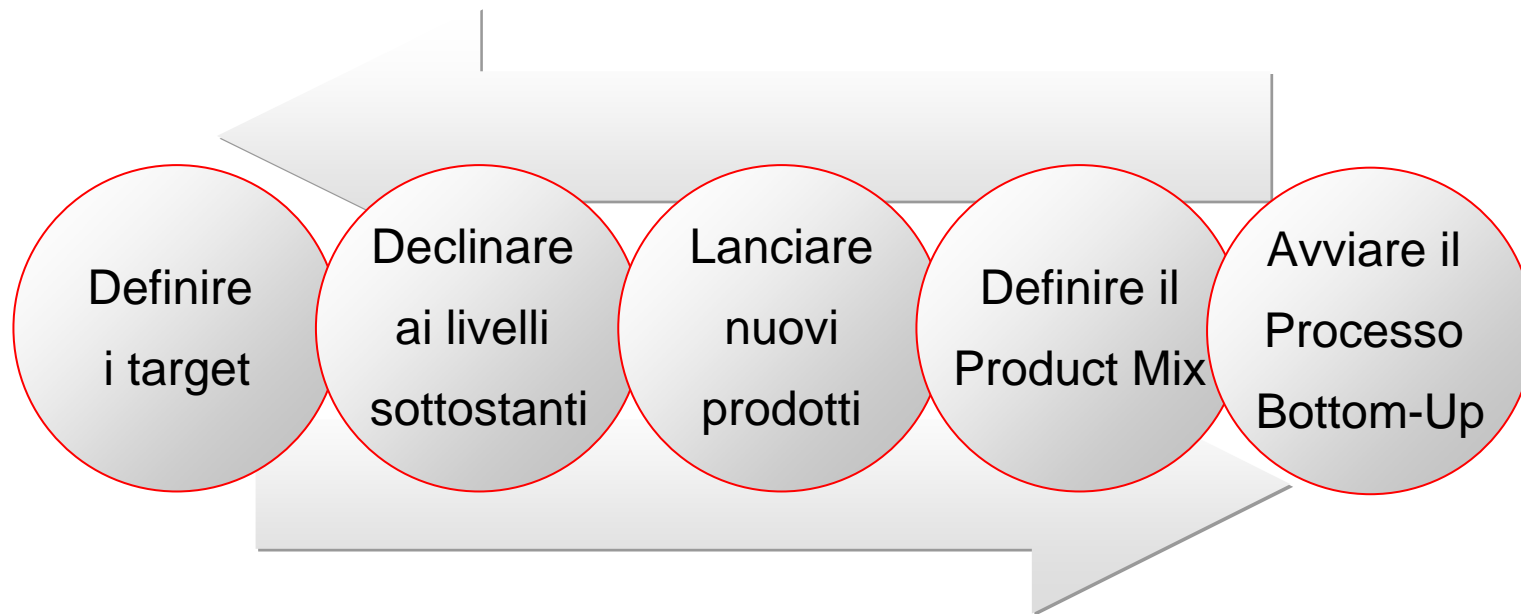 Definire
i target
Declinare
ai livelli
sottostanti
Lanciare
nuovi
prodotti
Definire il
Product Mix
Avviare il
Processo
Bottom-Up